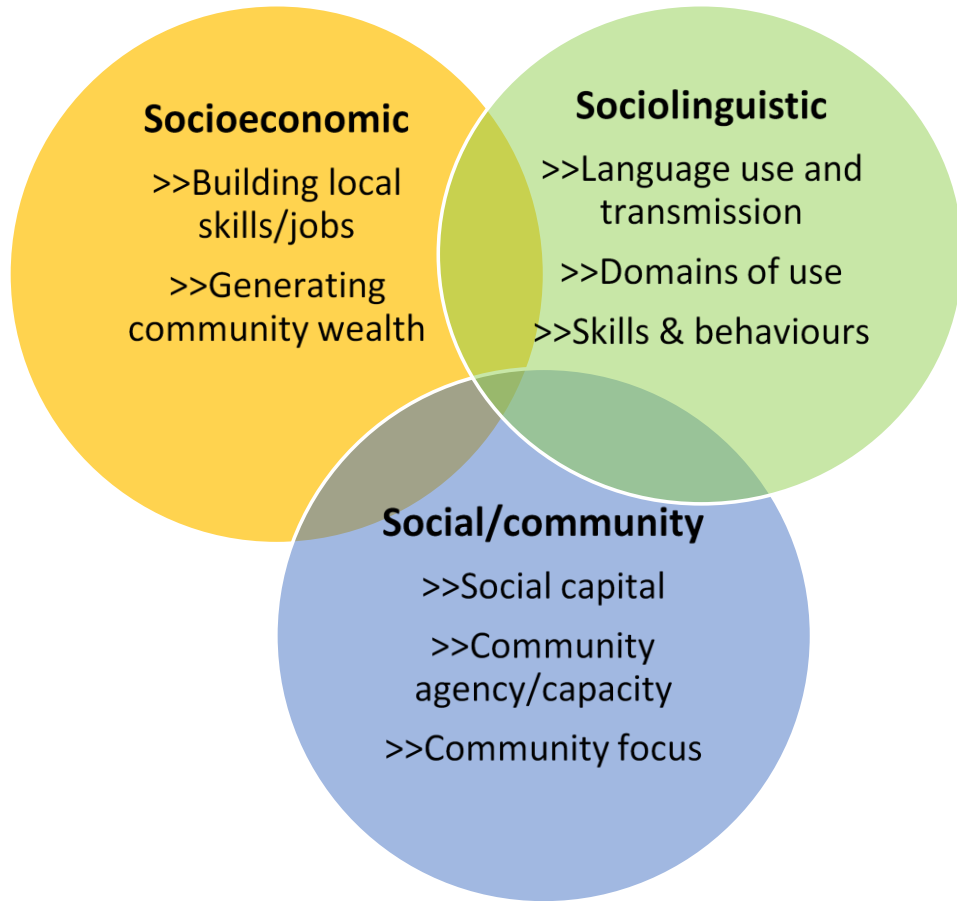 Socioeconomic
>>Building local
skills/jobs
>>Generating
community wealth
Sociolinguistic
>>Language use and
transmission
>>Domains of use
>>Skills & behaviours
Social/community
>>Social capital
>>Community
agency/capacity
>>Community focus